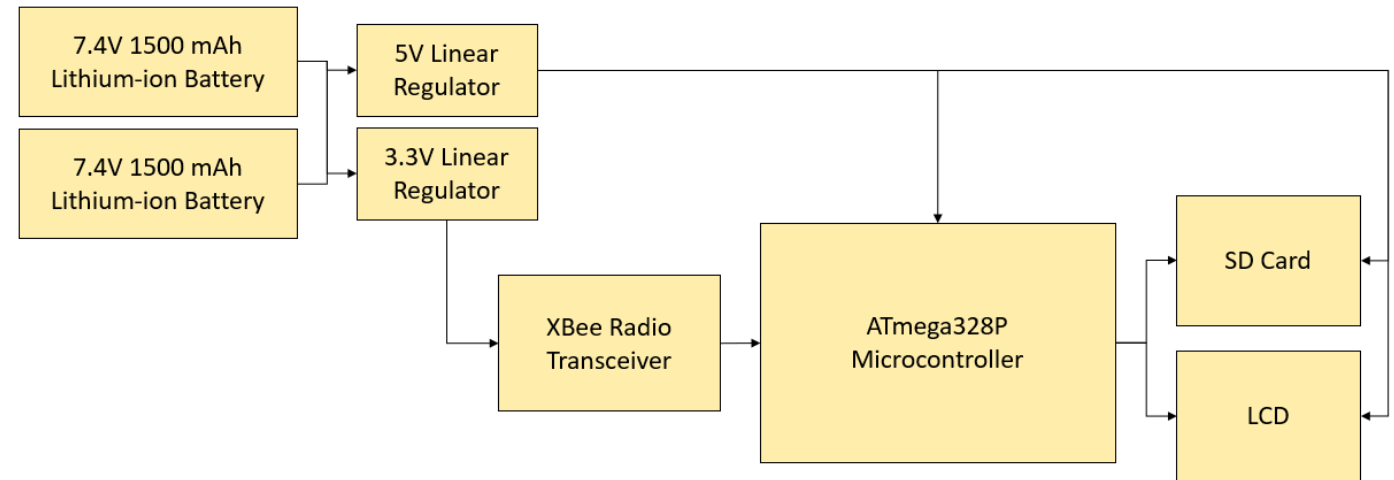 7.4V 1500 mAh
Lithium-ion Battery
5V Linear
Regulator
7.4V 1500 mAh
Lithium-ion Battery
3.3V Linear
Regulator
XBee Radio
Transceiver
ATmega328P
Microcontroller
SD Card
LCD